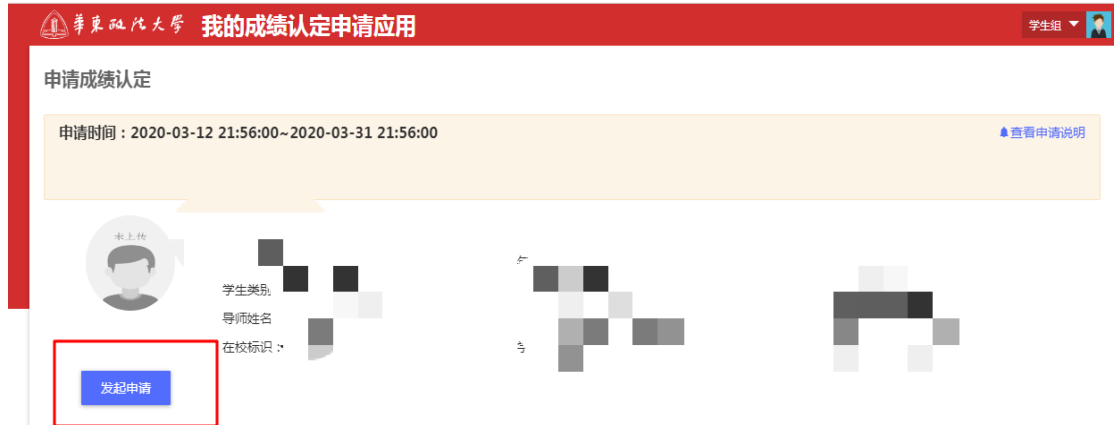 華東政法大學 我的成绩认定申请应用
学生组
申请成绩认定
申请时间：2020-03-12 21:56:00~2020-03-31 21:56:00
查看申请说明
未上传
学生类别
导师姓名
在校标识：
发起申请